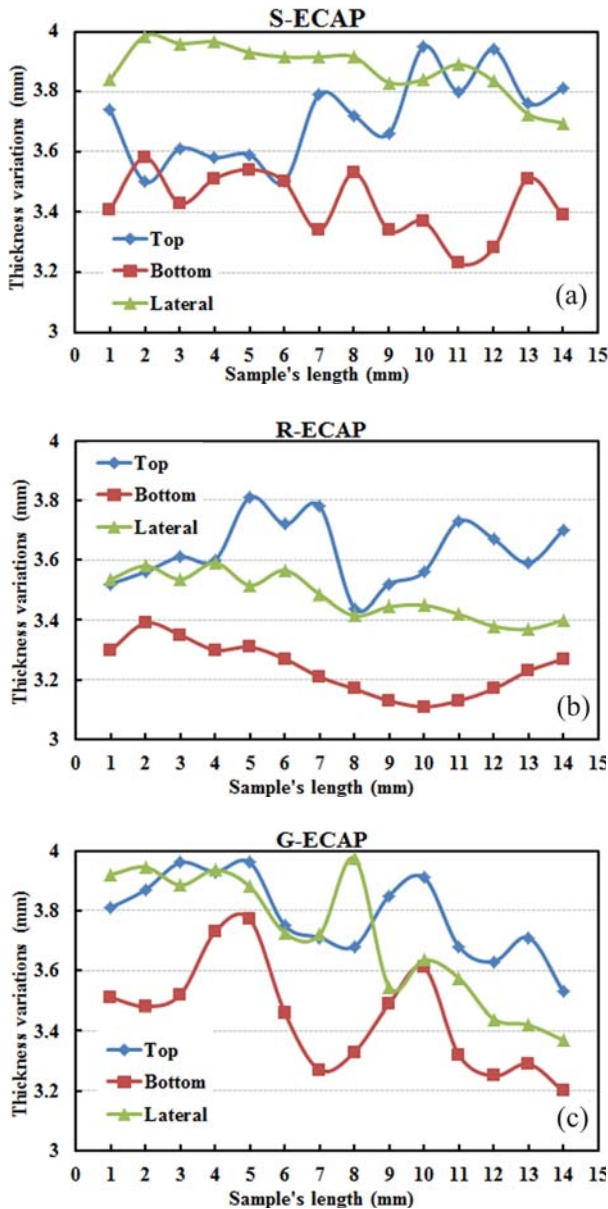 S-ECAP
Thickness variations (mm)
4
3.8
3.6
3.4
3.2
3
Top
Bottom
Lateral
(a)
0 1 2 3 4 5 6 7 8 9 10 11 12 13 14 15
Sample's length (mm)
R-ECAP
Thickness variations (mm)
4
3.8
3.6
3.4
3.2
3
Top
Bottom
Lateral
(b)
0 1 2 3 4 5 6 7 8 9 10 11 12 13 14 15
Sample's length (mm)
G-ECAP
Thickness variations (mm)
4
3.8
3.6
3.4
3.2
3
Top
Bottom
Lateral
(c)
0 1 2 3 4 5 6 7 8 9 10 11 12 13 14 15
Sample's length (mm)